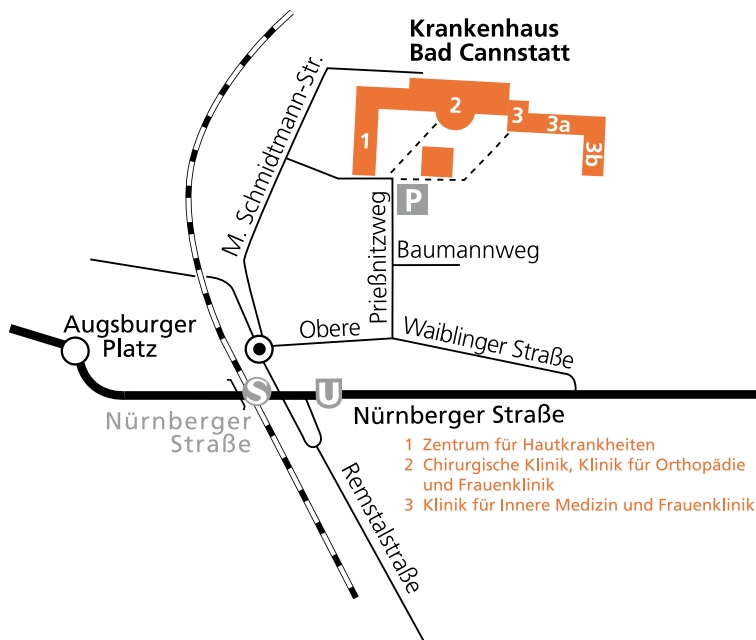 Krankenhaus
Bad Cannstatt
M. Schmidtmann-Str.
1
2
3
3a
3b
P
Prießnitzweg
Baumannweg
Augsburger
Platz
Obere
Waiblinger Straße
S
U
Nürnberger
Straße
Nürnberger Straße
1 Zentrum für Hautkrankheiten
2 Chirurgische Klinik, Klinik für Orthopädie
und Frauenklinik
3 Klinik für Innere Medizin und Frauenklinik
Remstalstraße